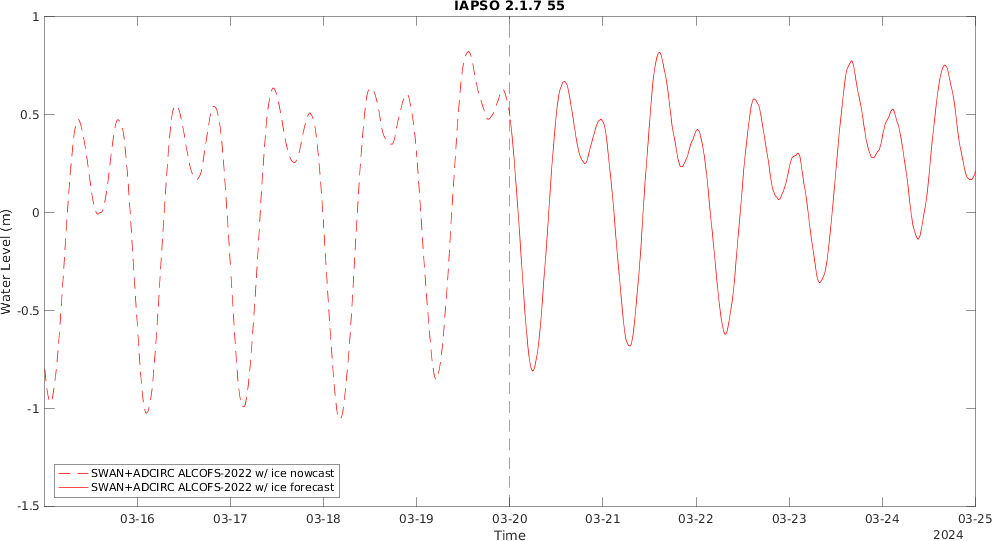 IAPSO 2.1.7 55
1
0.5
0
-0.5
-1
-1.5
Water Level (m)
SWAN+ADCIRC ALCOFS-2022 w/ ice nowcast
SWAN+ADCIRC ALCOFS-2022 w/ ice forecast
03-16 03-17 03-18 03-19 03-20 03-21 03-22 03-23 03-24 03-25
Time
2024